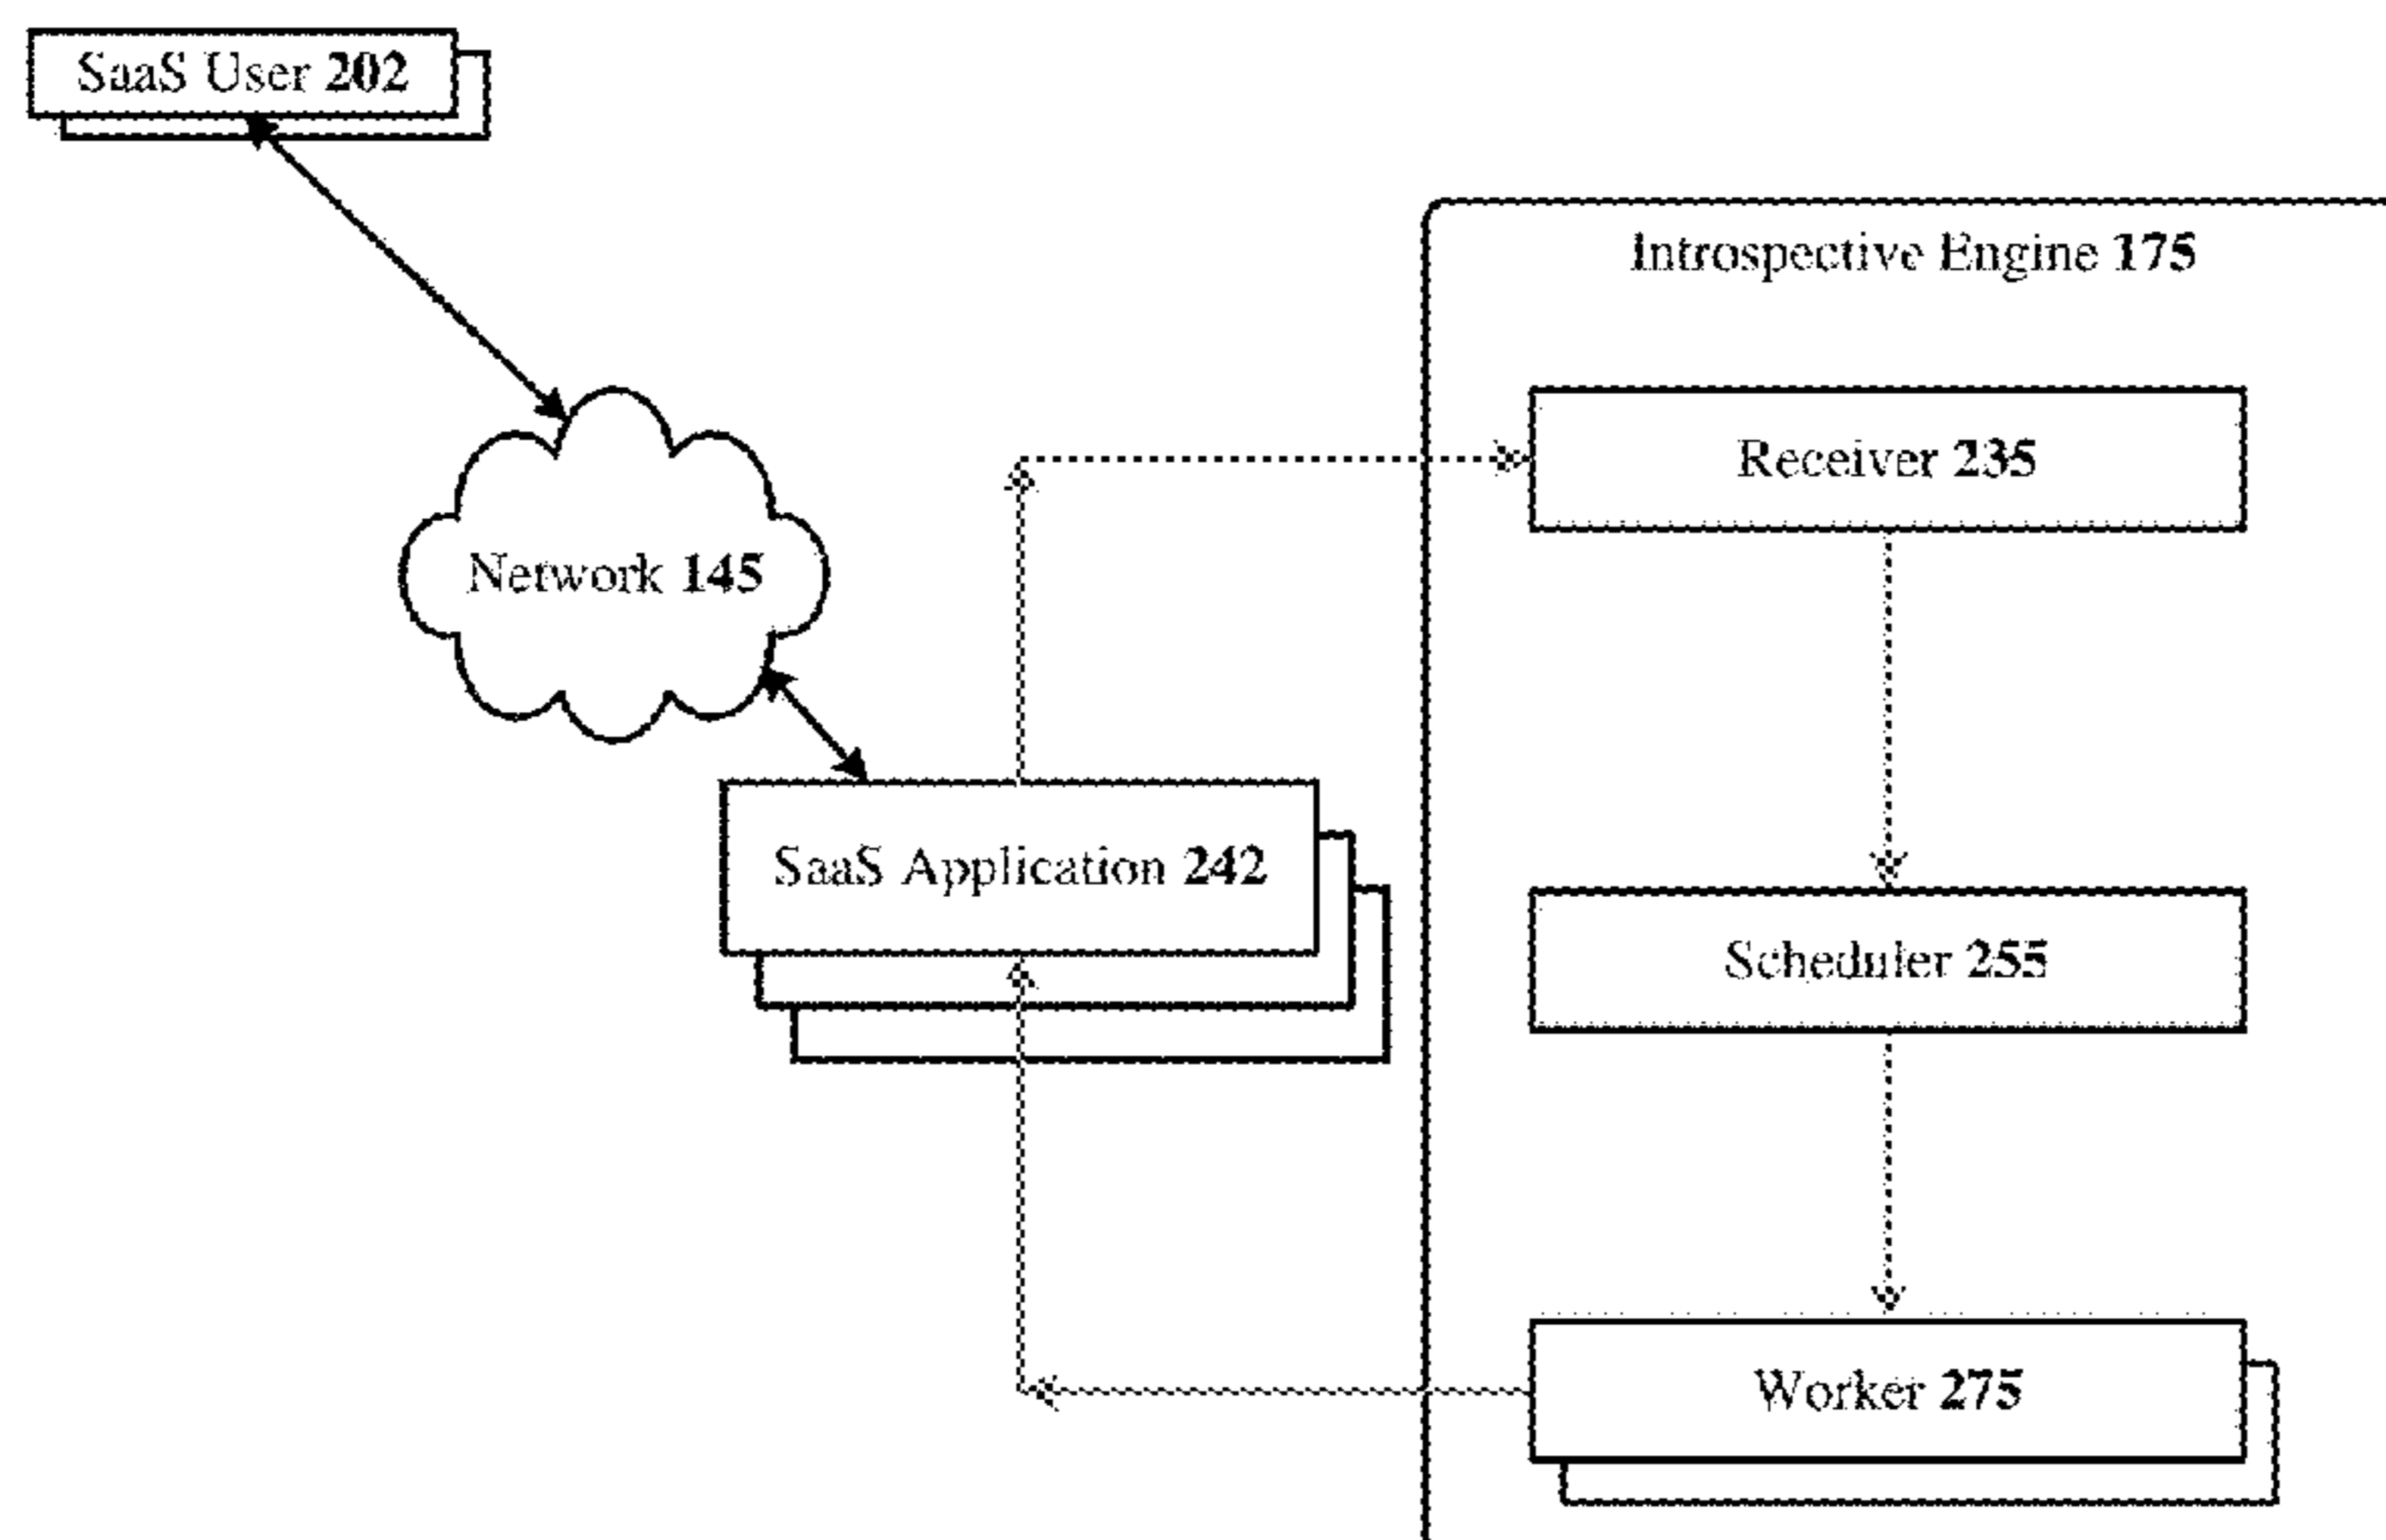 SaaS User 202
Introspective Engine 175
Receiver 235
Network 145
SaaS Application 242
Scheduler 255
Worker 275